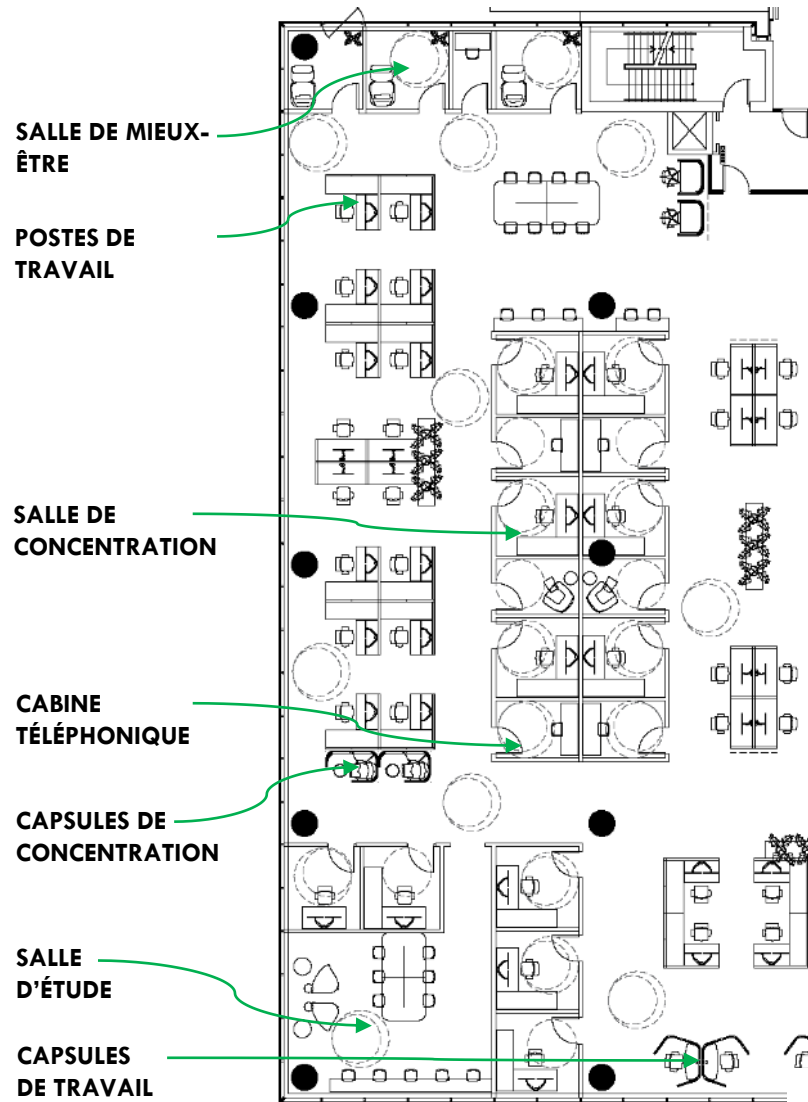 SALLE DE MIEUX-
ÊTRE
POSTES DE
TRAVAIL
SALLE DE
CONCENTRATION
CABINE
TÉLÉPHONIQUE
CAPSULES DE
CONCENTRATION
SALLE
D'ÉTUDE
CAPSULES
DE TRAVAIL